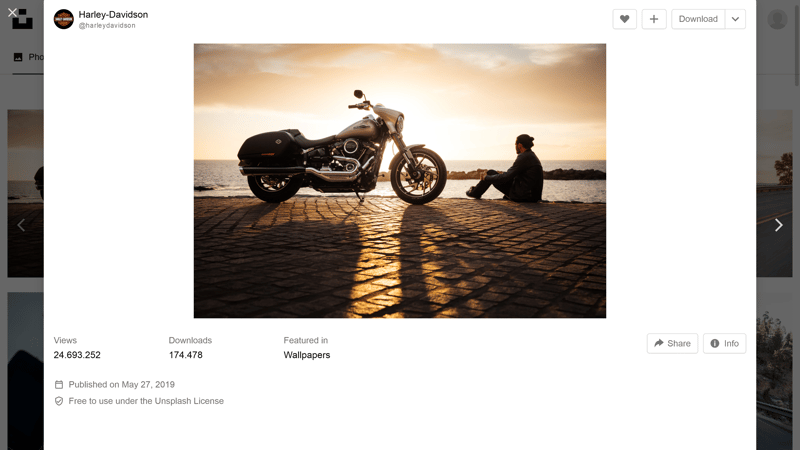 Harley-Davidson
@harleydavidson
Download
Pho
Views
24.693.252
Downloads
174.478
Featured in
Wallpapers
Share
Info
Published on May 27, 2019
Free to use under the Unsplash License